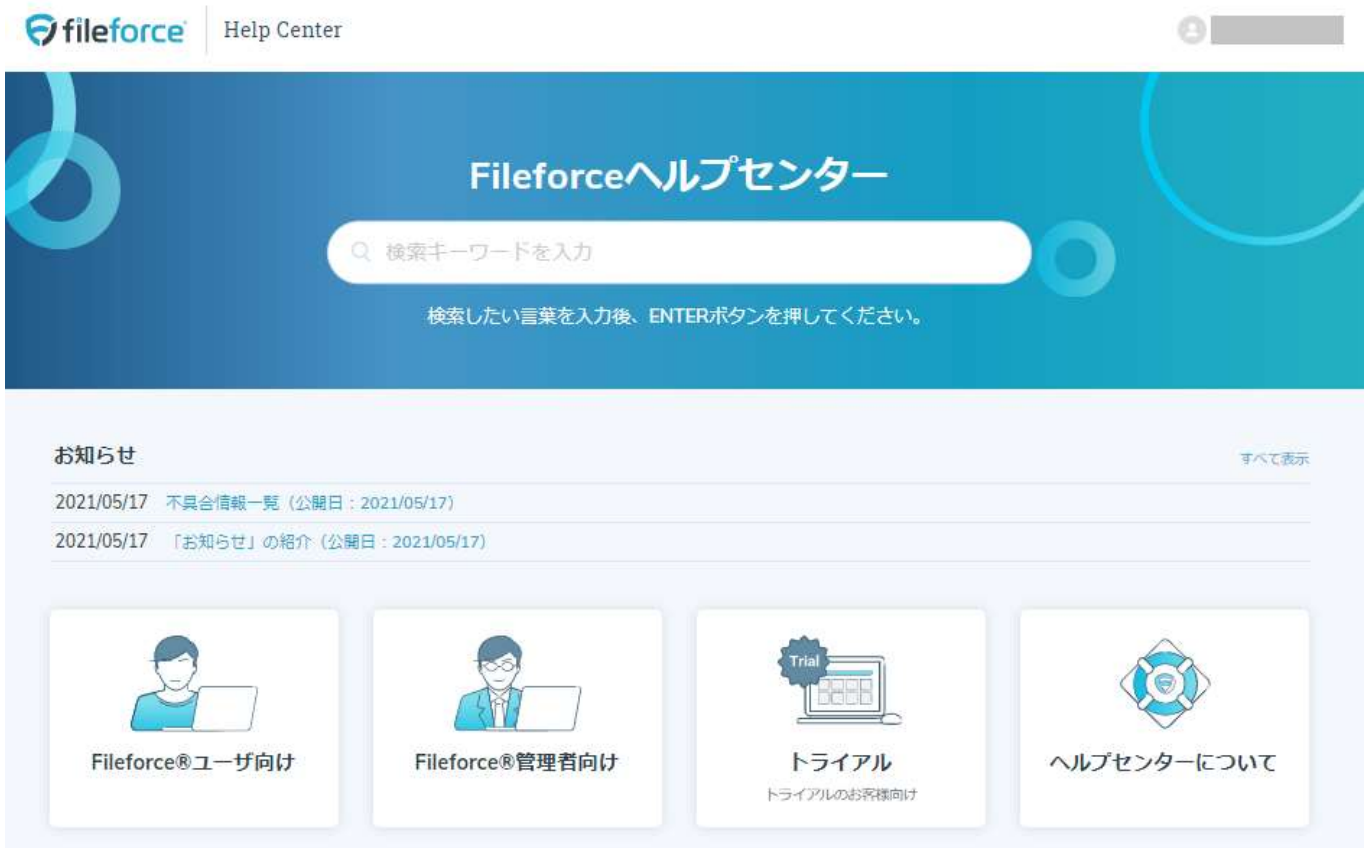 fileforce Help Center
Fileforceヘルプセンター
検索キーワードを入力
検索したい言葉を入力後、ENTERボタンを押してください。
お知らせ すべて表示
2021/05/17 不具合情報一覧（公開日：2021/05/17）
2021/05/17 「お知らせ」の紹介（公開日：2021/05/17）
Trial
Fileforce®ユーザ向け Fileforce®管理者向け トライアル ヘルプセンターについて
トライアルのお客様向け